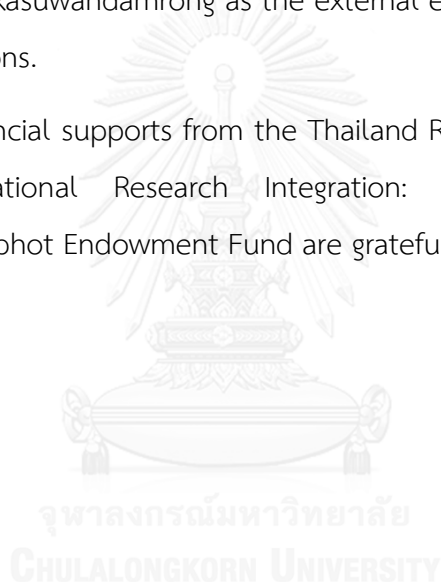 kasuwandamrong as the external e
ons.
ncial supports from the Thailand R
ational Research Integration:
phot Endowment Fund are gratefu
จุฬาลงกรณ์มหาวิทยาลัย
CHULALONGKORN UNIVERSITY